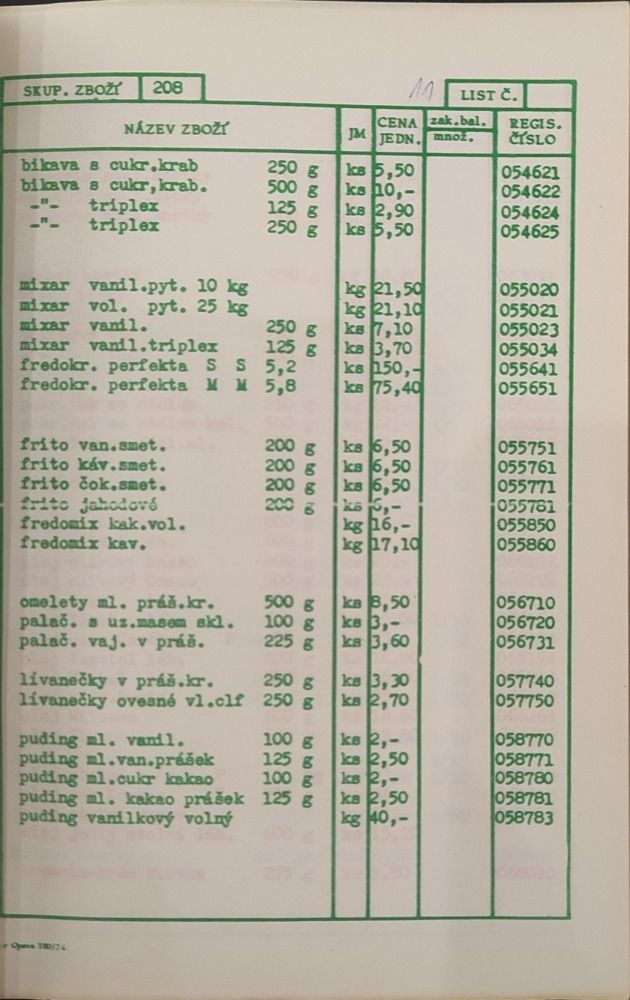 SKUP. ZBOŽÍ 208 11 LIST Č.
NÁZEV ZBOŽÍ JM CENA JEDN. zak.bal. množ. REGIS. ČÍSLO
bikava s cukr.krab 250 g ks 5,50 054621
bikava s cukr,krab. 500 g ks 10,- 054622
-"- triplex 125 g ks 2,90 054624
-"- triplex 250 g ks 5,50 054625
mixar vanil.pyt. 10 kg kg 21,50 055020
mixar vol. pyt. 25 kg kg 21,10 055021
mixar vanil. 250 g ks 7,10 055023
mixar vanil.triplex 125 g ks 3,70 055034
fredokr. perfekta S S 5,2 ks 150,- 055641
fredokr. perfekta M M 5,8 ks 75,40 055651
frito van.smet. 200 g ks 6,50 055751
frito káv.smet. 200 g ks 6,50 055761
frito čok.smet. 200 g ks 6,50 055771
frito jahodové 200 g ks 6,- 055781
fredomix kak.vol. kg 16,- 055850
fredomix kav. kg 17,10 055860
omelety ml. práš.kr. 500 g ks 8,50 056710
palač. s uz.masem skl. 100 g ks 3,- 056720
palač. vaj. v práš. 225 g ks 3,60 056731
lívanečky v práš.kr. 250 g ks 3,30 057740
lívanečky ovesné vl.clf 250 g ks 2,70 057750
puding ml. vanil. 100 g ks 2,- 058770
puding ml.van.prášek 125 g ks 2,50 058771
puding ml.cukr kakao 100 g ks 2,- 058780
puding ml. kakao prášek 125 g ks 2,50 058781
puding vanilkový volný kg 40,- 058783
Opava 780/74